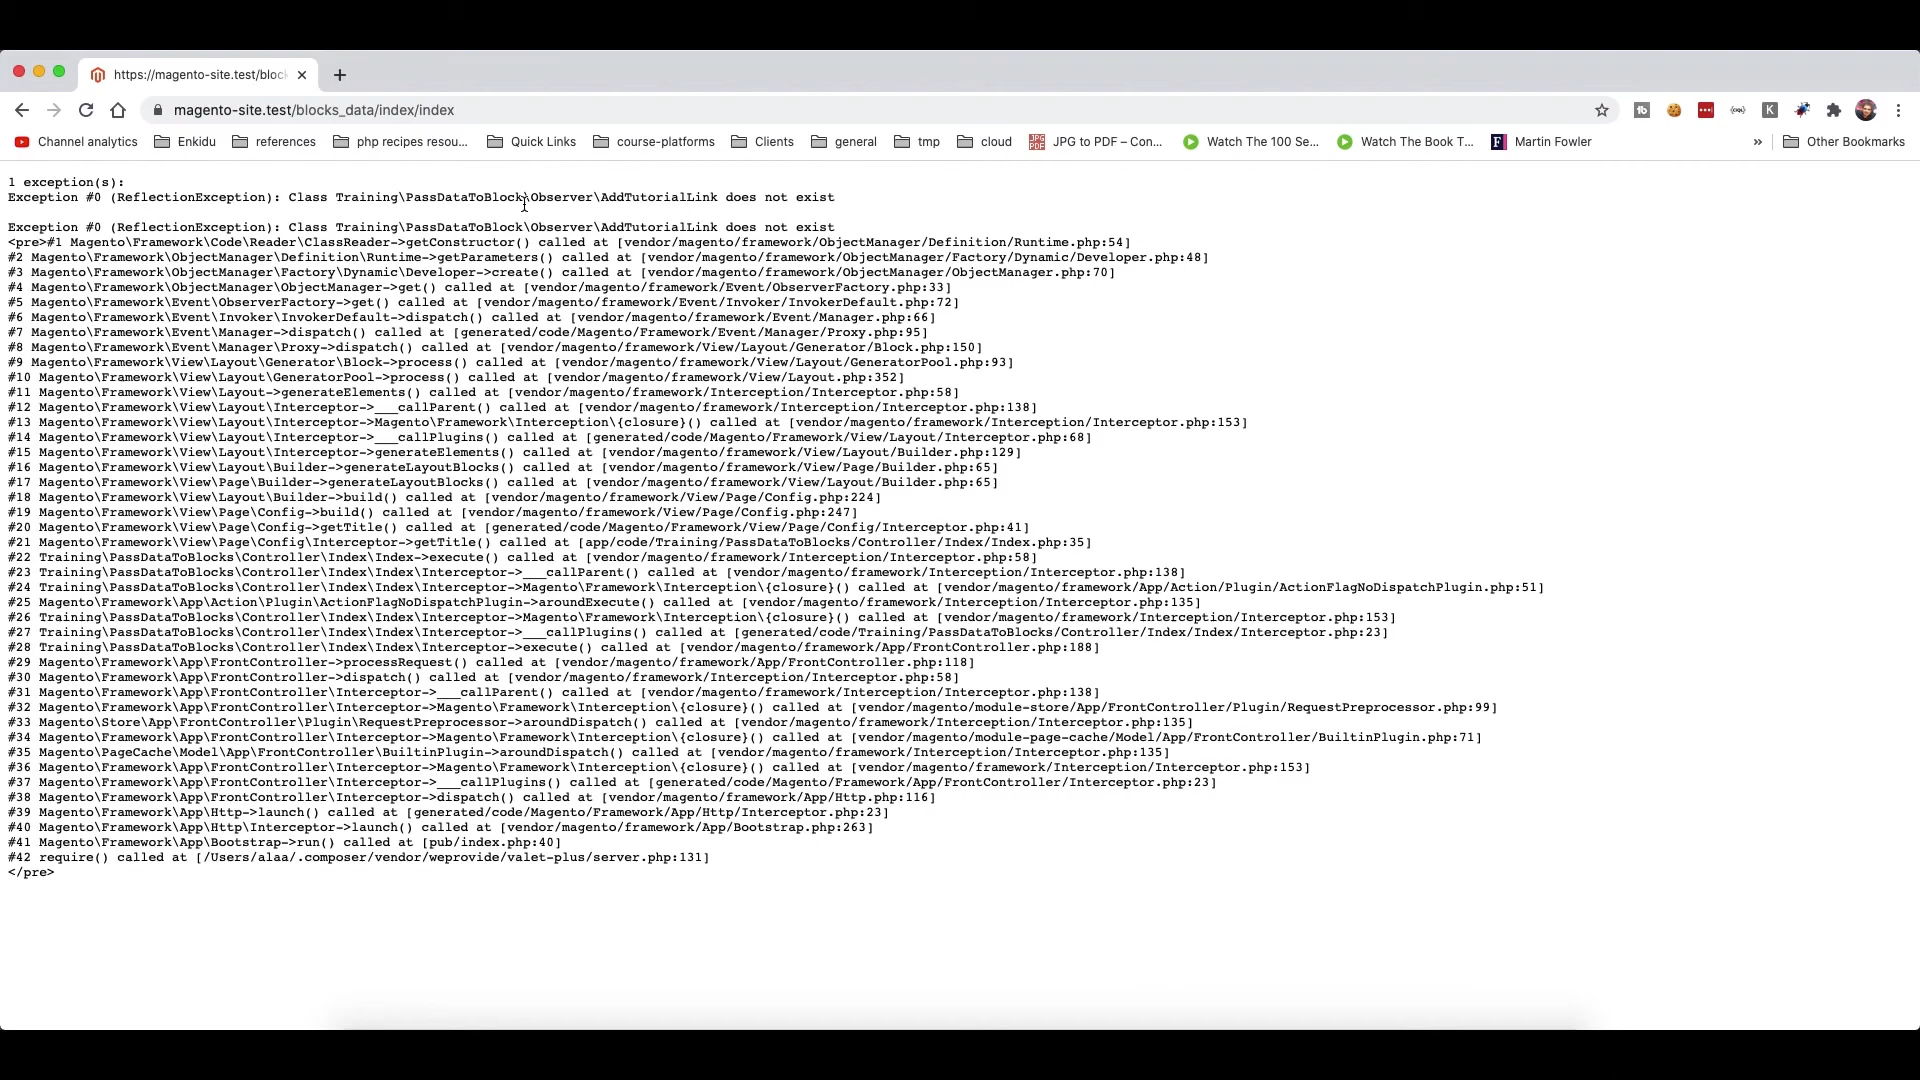 https://magento-site.test/bloc
magento-site.test/blocks_data/index/index
Channel analytics Enkidu references php recipes resou... Quick Links course-platforms Clients general tmp cloud JPG to PDF – Con... Watch The 100 Se... Watch The Book T... Martin Fowler » Other Bookmarks
1 exception(s):
Exception #0 (ReflectionException): Class Training\PassDataToBlock\Observer\AddTutorialLink does not exist
Exception #0 (ReflectionException): Class Training\PassDataToBlock\Observer\AddTutorialLink does not exist
<pre>#1 Magento\Framework\Code\Reader\ClassReader->getConstructor() called at [vendor/magento/framework/ObjectManager/Definition/Runtime.php:54]
#2 Magento\Framework\ObjectManager\Definition\Runtime->getParameters() called at [vendor/magento/framework/ObjectManager/Factory/Dynamic/Developer.php:48]
#3 Magento\Framework\ObjectManager\Factory\Dynamic\Developer->create() called at [vendor/magento/framework/ObjectManager/ObjectManager.php:70]
#4 Magento\Framework\ObjectManager\ObjectManager->get() called at [vendor/magento/framework/Event/ObserverFactory.php:33]
#5 Magento\Framework\Event\ObserverFactory->get() called at [vendor/magento/framework/Event/Invoker/InvokerDefault.php:72]
#6 Magento\Framework\Event\Invoker\InvokerDefault->dispatch() called at [vendor/magento/framework/Event/Manager.php:66]
#7 Magento\Framework\Event\Manager->dispatch() called at [generated/code/Magento/Framework/Event/Manager/Proxy.php:95]
#8 Magento\Framework\Event\Manager\Proxy->dispatch() called at [vendor/magento/framework/View/Layout/Generator/Block.php:150]
#9 Magento\Framework\View\Layout\Generator\Block->process() called at [vendor/magento/framework/View/Layout/GeneratorPool.php:93]
#10 Magento\Framework\View\Layout\GeneratorPool->process() called at [vendor/magento/framework/View/Layout.php:352]
#11 Magento\Framework\View\Layout->generateElements() called at [vendor/magento/framework/Interception/Interceptor.php:58]
#12 Magento\Framework\View\Layout\Interceptor->___callParent() called at [vendor/magento/framework/Interception/Interceptor.php:138]
#13 Magento\Framework\View\Layout\Interceptor->Magento\Framework\Interception\{closure}() called at [vendor/magento/framework/Interception/Interceptor.php:153]
#14 Magento\Framework\View\Layout\Interceptor->___callPlugins() called at [generated/code/Magento/Framework/View/Layout/Interceptor.php:68]
#15 Magento\Framework\View\Layout\Interceptor->generateElements() called at [vendor/magento/framework/View/Layout/Builder.php:129]
#16 Magento\Framework\View\Layout\Builder->generateLayoutBlocks() called at [vendor/magento/framework/View/Page/Builder.php:65]
#17 Magento\Framework\View\Page\Builder->generateLayoutBlocks() called at [vendor/magento/framework/View/Layout/Builder.php:65]
#18 Magento\Framework\View\Layout\Builder->build() called at [vendor/magento/framework/View/Page/Config.php:224]
#19 Magento\Framework\View\Page\Config->build() called at [vendor/magento/framework/View/Page/Config.php:247]
#20 Magento\Framework\View\Page\Config->getTitle() called at [generated/code/Magento/Framework/View/Page/Config/Interceptor.php:41]
#21 Magento\Framework\View\Page\Config\Interceptor->getTitle() called at [app/code/Training/PassDataToBlocks/Controller/Index/Index.php:35]
#22 Training\PassDataToBlocks\Controller\Index\Index->execute() called at [vendor/magento/framework/Interception/Interceptor.php:58]
#23 Training\PassDataToBlocks\Controller\Index\Index\Interceptor->___callParent() called at [vendor/magento/framework/Interception/Interceptor.php:138]
#24 Training\PassDataToBlocks\Controller\Index\Index\Interceptor->Magento\Framework\Interception\{closure}() called at [vendor/magento/framework/App/Action/Plugin/ActionFlagNoDispatchPlugin.php:51]
#25 Magento\Framework\App\Action\Plugin\ActionFlagNoDispatchPlugin->aroundExecute() called at [vendor/magento/framework/Interception/Interceptor.php:135]
#26 Training\PassDataToBlocks\Controller\Index\Index\Interceptor->Magento\Framework\Interception\{closure}() called at [vendor/magento/framework/Interception/Interceptor.php:153]
#27 Training\PassDataToBlocks\Controller\Index\Index\Interceptor->___callPlugins() called at [generated/code/Training/PassDataToBlocks/Controller/Index/Index/Interceptor.php:23]
#28 Training\PassDataToBlocks\Controller\Index\Index\Interceptor->execute() called at [vendor/magento/framework/App/FrontController.php:188]
#29 Magento\Framework\App\FrontController->processRequest() called at [vendor/magento/framework/App/FrontController.php:118]
#30 Magento\Framework\App\FrontController->dispatch() called at [vendor/magento/framework/Interception/Interceptor.php:58]
#31 Magento\Framework\App\FrontController\Interceptor->___callParent() called at [vendor/magento/framework/Interception/Interceptor.php:138]
#32 Magento\Framework\App\FrontController\Interceptor->Magento\Framework\Interception\{closure}() called at [vendor/magento/module-store/App/FrontController/Plugin/RequestPreprocessor.php:99]
#33 Magento\Store\App\FrontController\Plugin\RequestPreprocessor->aroundDispatch() called at [vendor/magento/framework/Interception/Interceptor.php:135]
#34 Magento\Framework\App\FrontController\Interceptor->Magento\Framework\Interception\{closure}() called at [vendor/magento/module-page-cache/Model/App/FrontController/BuiltinPlugin.php:71]
#35 Magento\PageCache\Model\App\FrontController\BuiltinPlugin->aroundDispatch() called at [vendor/magento/framework/Interception/Interceptor.php:135]
#36 Magento\Framework\App\FrontController\Interceptor->Magento\Framework\Interception\{closure}() called at [vendor/magento/framework/Interception/Interceptor.php:153]
#37 Magento\Framework\App\FrontController\Interceptor->___callPlugins() called at [generated/code/Magento/Framework/App/FrontController/Interceptor.php:23]
#38 Magento\Framework\App\FrontController\Interceptor->dispatch() called at [vendor/magento/framework/App/Http.php:116]
#39 Magento\Framework\App\Http->launch() called at [generated/code/Magento/Framework/App/Http/Interceptor.php:23]
#40 Magento\Framework\App\Http\Interceptor->launch() called at [vendor/magento/framework/App/Bootstrap.php:263]
#41 Magento\Framework\App\Bootstrap->run() called at [pub/index.php:40]
#42 require() called at [/Users/alaa/.composer/vendor/weprovide/valet-plus/server.php:131]
</pre>